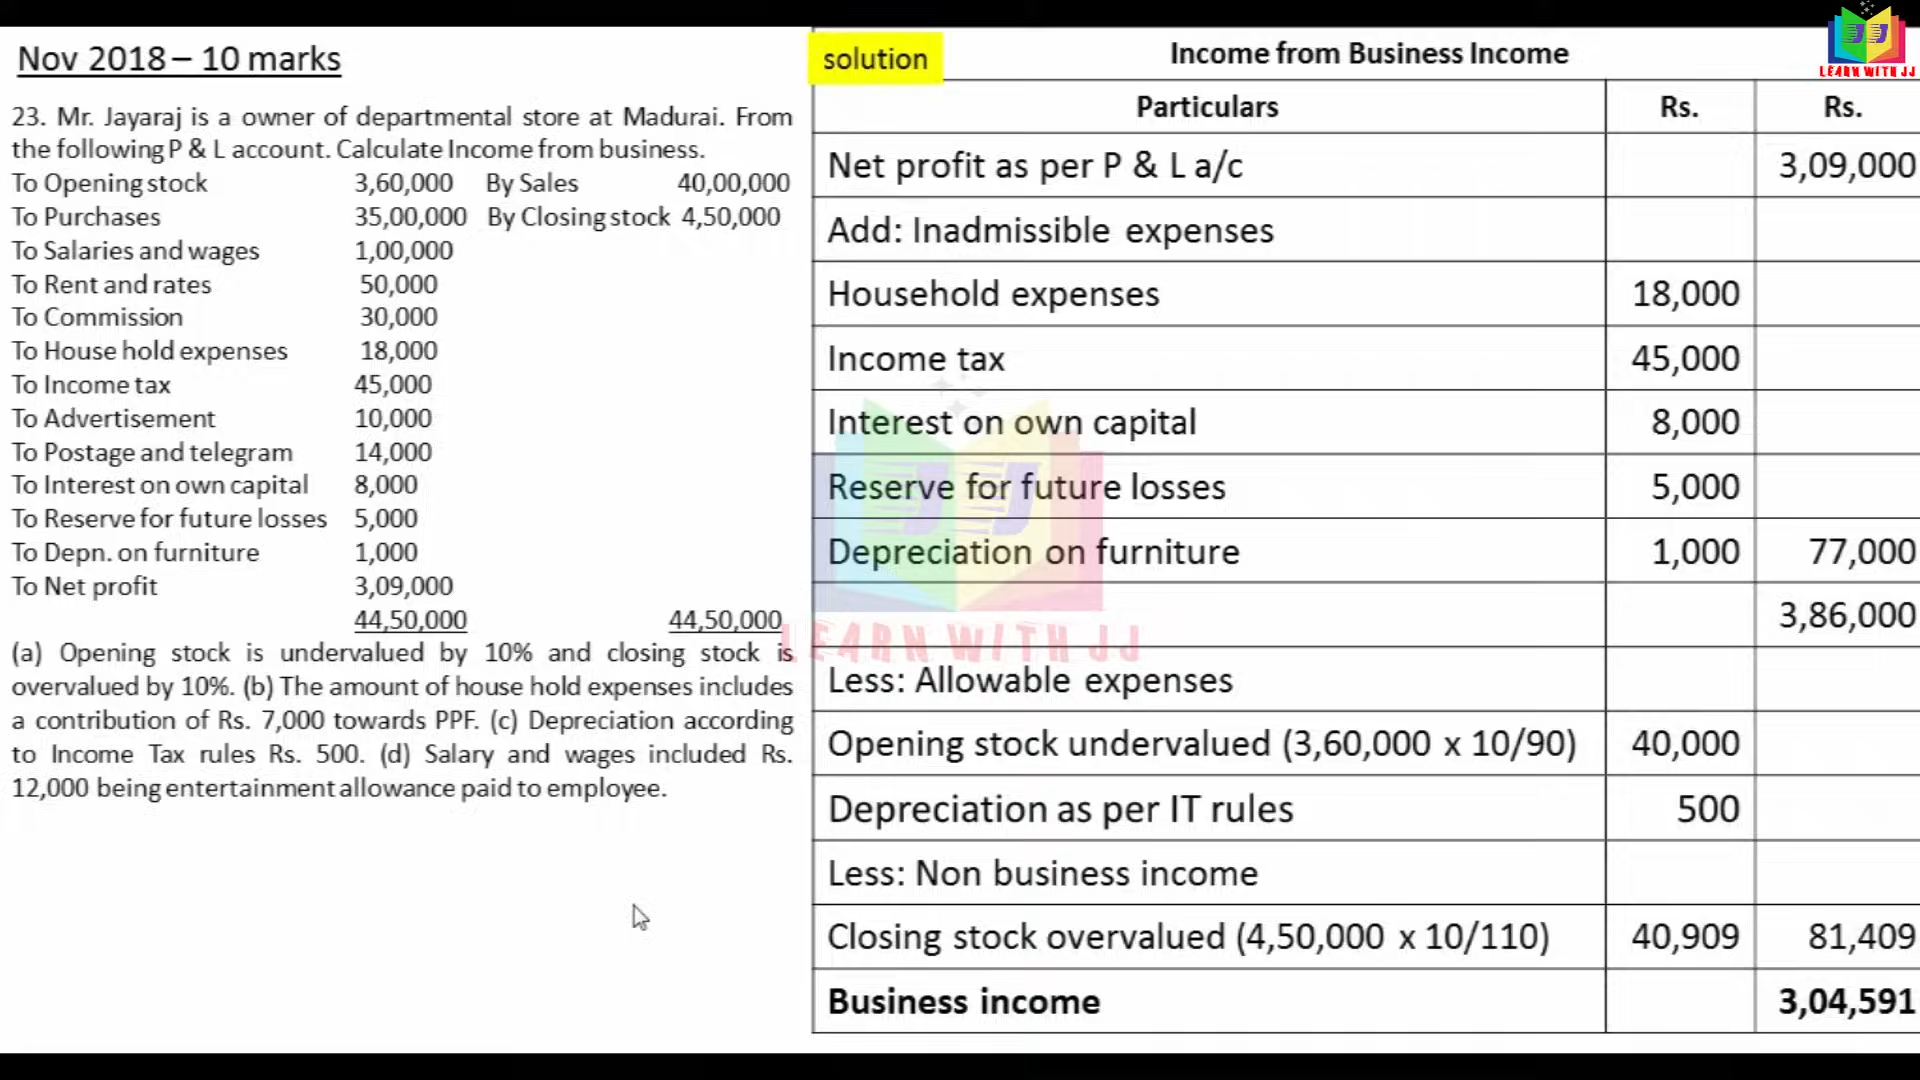 Nov 2018 – 10 marks
23. Mr. Jayaraj is a owner of departmental store at Madurai. From
the following P & L account. Calculate Income from business.
To Opening stock 3,60,000 By Sales 40,00,000
To Purchases 35,00,000 By Closing stock 4,50,000
To Salaries and wages 1,00,000
To Rent and rates 50,000
To Commission 30,000
To House hold expenses 18,000
To Income tax 45,000
To Advertisement 10,000
To Postage and telegram 14,000
To Interest on own capital 8,000
To Reserve for future losses 5,000
To Depn. on furniture 1,000
To Net profit 3,09,000
44,50,000 44,50,000
(a) Opening stock is undervalued by 10% and closing stock is
overvalued by 10%. (b) The amount of house hold expenses includes
a contribution of Rs. 7,000 towards PPF. (c) Depreciation according
to Income Tax rules Rs. 500. (d) Salary and wages included Rs.
12,000 being entertainment allowance paid to employee.
solution
Income from Business Income
Particulars Rs. Rs.
Net profit as per P & L a/c 3,09,000
Add: Inadmissible expenses
Household expenses 18,000
Income tax 45,000
Interest on own capital 8,000
Reserve for future losses 5,000
Depreciation on furniture 1,000 77,000
3,86,000
Less: Allowable expenses
Opening stock undervalued (3,60,000 x 10/90) 40,000
Depreciation as per IT rules 500
Less: Non business income
Closing stock overvalued (4,50,000 x 10/110) 40,909 81,409
Business income 3,04,591
JJ
LEARN WITH JJ
JJ
LEARN WITH JJ